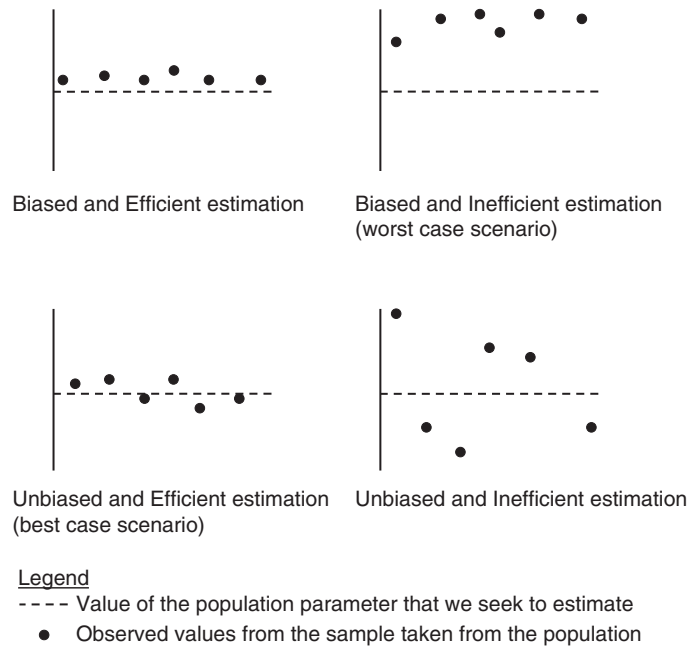 Biased and Efficient estimation
Biased and Inefficient estimation
(worst case scenario)
Unbiased and Efficient estimation
(best case scenario)
Unbiased and Inefficient estimation
Legend
Value of the population parameter that we seek to estimate
Observed values from the sample taken from the population